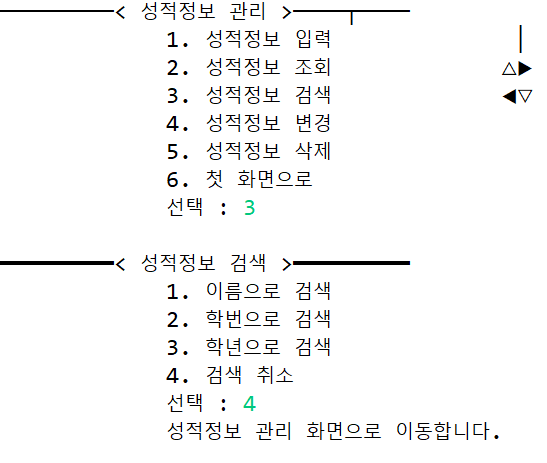 ━━━━━━━━━< 성적정보 관리 >━━━━━━━━━
1. 성적정보 입력
2. 성적정보 조회
3. 성적정보 검색
4. 성적정보 변경
5. 성적정보 삭제
6. 첫 화면으로
선택 : 3
━━━━━━━━━< 성적정보 검색 >━━━━━━━━━
1. 이름으로 검색
2. 학번으로 검색
3. 학년으로 검색
4. 검색 취소
선택 : 4
성적정보 관리 화면으로 이동합니다.
│
△▶
◀▽